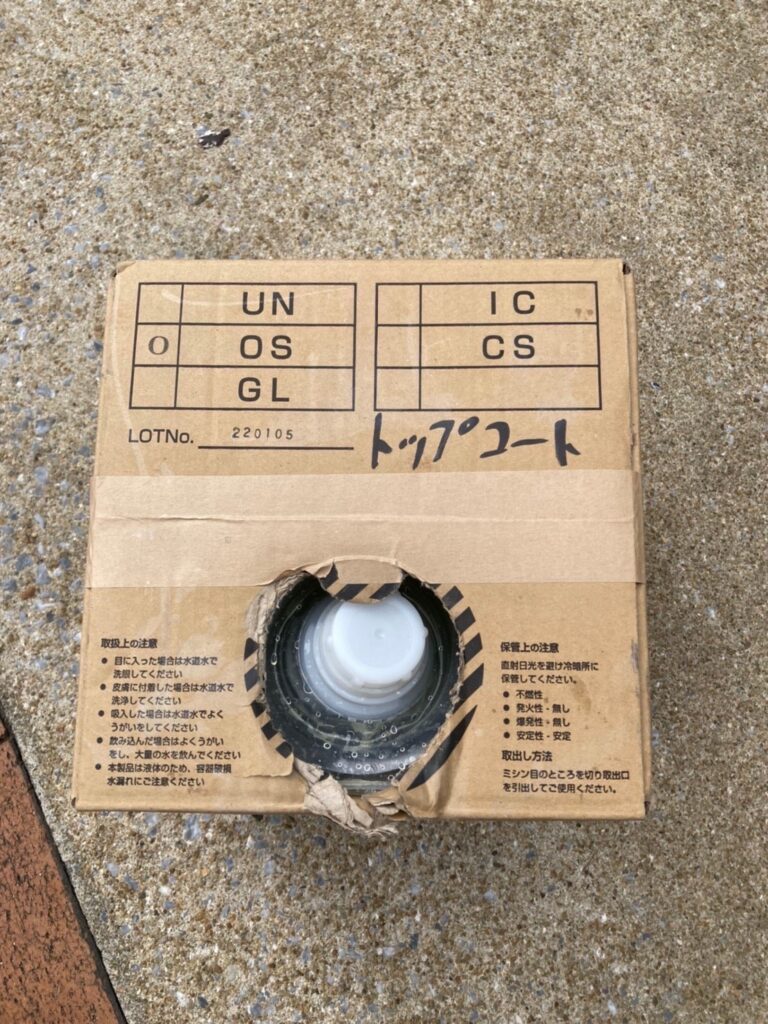 UN
O OS
GL
IC
CS
LOTNo. 220105
トップコート
取扱上の注意
● 目に入った場合は水道水で
洗眼してください
● 皮膚に付着した場合は水道水で
洗浄してください
● 吸入した場合は水道水でよく
うがいをしてください
● 飲み込んだ場合はよくうがい
をし、大量の水を飲んでください
● 本製品は液体のため、容器破損
水漏れにご注意ください
保管上の注意
直射日光を避け冷暗所に
保管してください。
● 不燃性
● 発火性・無し
● 爆発性・無し
● 安定性・安定
取出し方法
ミシン目のところを切り取出口
を引出してご使用ください。